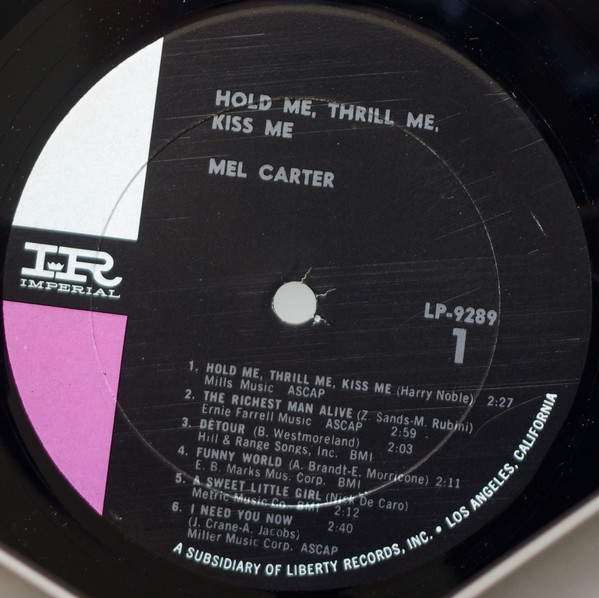 HOLD ME, THRILL ME,
KISS ME
MEL CARTER
IR
IMPERIAL
LP-9289
1
1. HOLD ME, THRILL ME, KISS ME (Harry Noble)
Mills Music ASCAP 2:27
2. THE RICHEST MAN ALIVE (Z. Sands-M. Rubini)
Ernie Farrell Music ASCAP 2:59
3. DETOUR (B. Westmoreland)
Hill & Range Songs, Inc. BMI 2:03
4. FUNNY WORLD (A. Brandt-E. Morricone) 2:11
E. B. Marks Mus. Corp. BMI
5. A SWEET LITTLE GIRL (Nick De Caro)
Metric Music Co. BMI 2:12
6. I NEED YOU NOW 2:40
(J. Crane-A. Jacobs)
Miller Music Corp. ASCAP
A SUBSIDIARY OF LIBERTY RECORDS, INC. • LOS ANGELES, CALIFORNIA